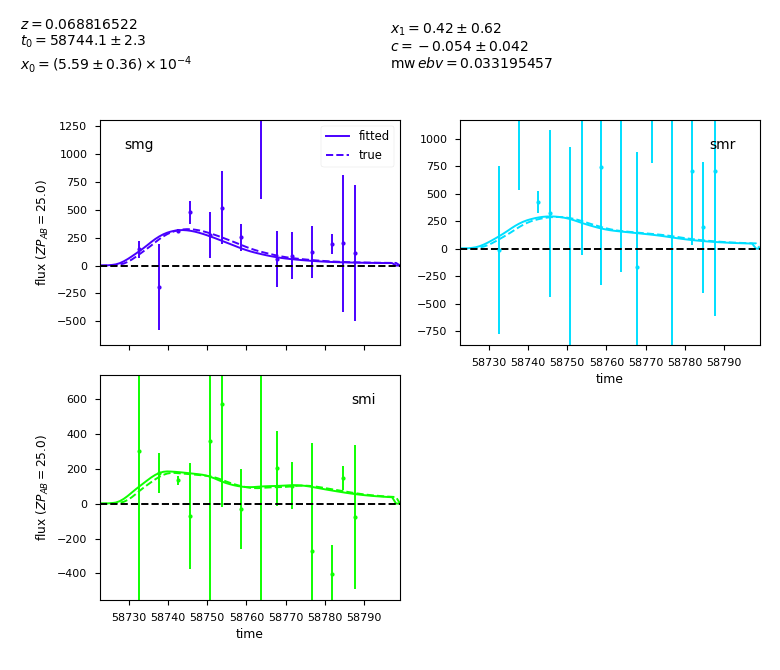 z = 0.068816522
t₀ = 58744.1 ± 2.3
x₀ = (5.59 ± 0.36) × 10⁻⁴
x₁ = 0.42 ± 0.62
c = −0.054 ± 0.042
mw ebv = 0.033195457
smg
fitted
true
1250
1000
750
500
250
0
−250
−500
flux (ZP_AB = 25.0)
smr
1000
750
500
250
0
−250
−500
−750
58730 58740 58750 58760 58770 58780 58790
time
smi
600
400
200
0
−200
−400
flux (ZP_AB = 25.0)
58730 58740 58750 58760 58770 58780 58790
time